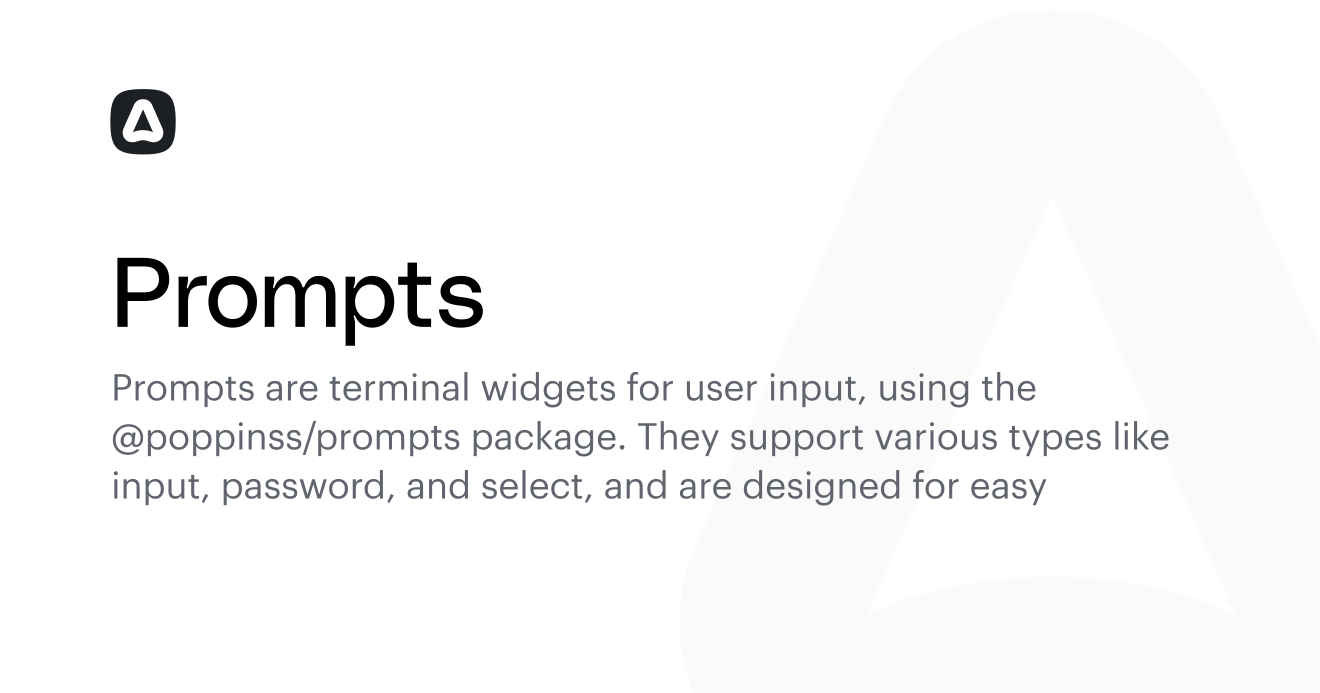 Prompts
Prompts are terminal widgets for user input, using the
@poppinss/prompts package. They support various types like
input, password, and select, and are designed for easy